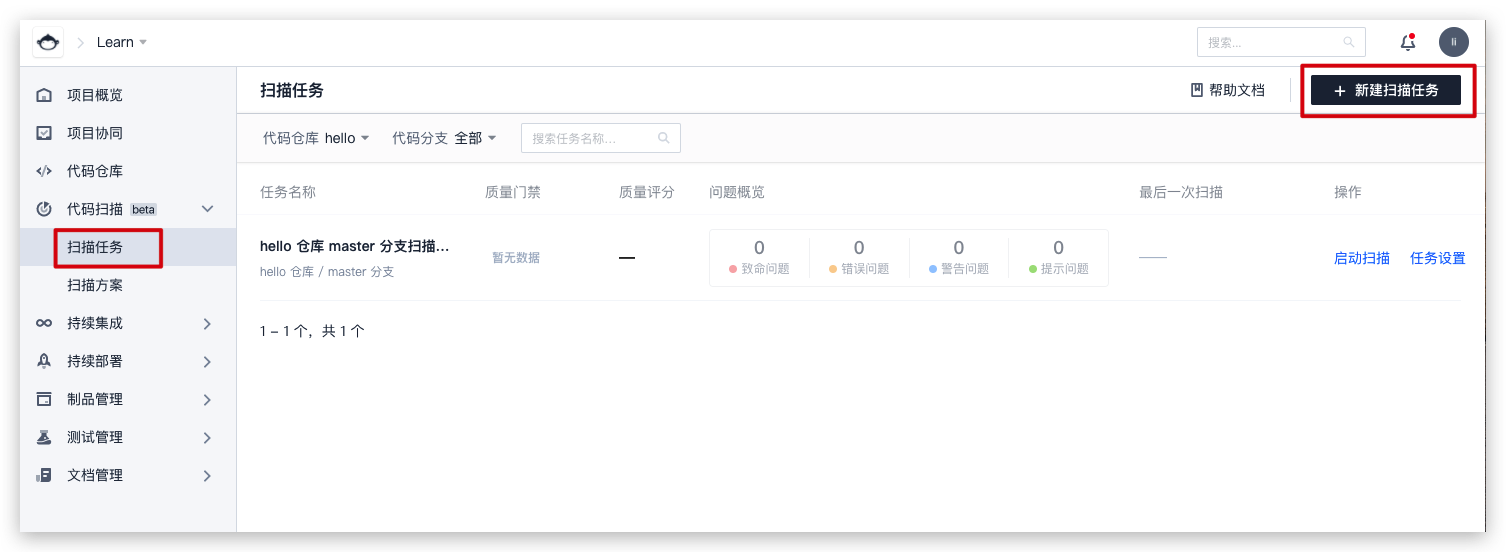 Learn
搜索...
li
项目概览
项目协同
代码仓库
代码扫描 beta
扫描任务
扫描方案
持续集成
持续部署
制品管理
测试管理
文档管理
扫描任务
帮助文档
+ 新建扫描任务
代码仓库 hello 代码分支 全部 搜索任务名称...
任务名称 质量门禁 质量评分 问题概览 最后一次扫描 操作
hello 仓库 master 分支扫描...
hello 仓库 / master 分支
暂无数据
—
0 0 0 0
致命问题 错误问题 警告问题 提示问题
——
启动扫描 任务设置
1 – 1 个，共 1 个